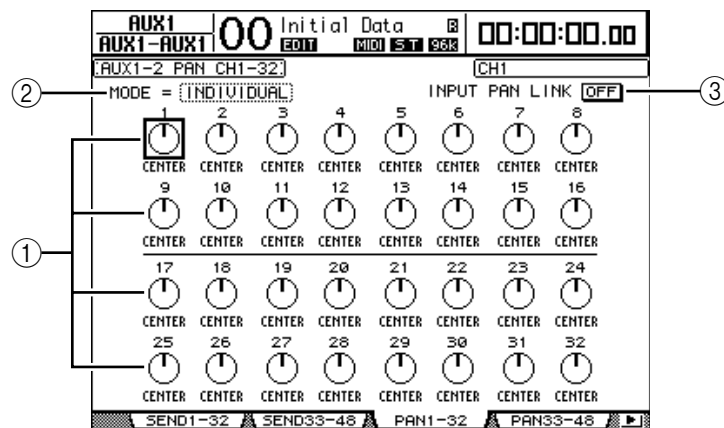 AUX1
AUX1-AUX1
00 Initial Data R
EDIT MIDI ST 96k
00:00:00.00
AUX1-2 PAN CH1-32
CH1
② MODE = INDIVIDUAL
INPUT PAN LINK OFF ③
1 2 3 4 5 6 7 8
CENTER CENTER CENTER CENTER CENTER CENTER CENTER CENTER
9 10 11 12 13 14 15 16
CENTER CENTER CENTER CENTER CENTER CENTER CENTER CENTER
①
17 18 19 20 21 22 23 24
CENTER CENTER CENTER CENTER CENTER CENTER CENTER CENTER
25 26 27 28 29 30 31 32
CENTER CENTER CENTER CENTER CENTER CENTER CENTER CENTER
SEND1-32 SEND33-48 PAN1-32 PAN33-48